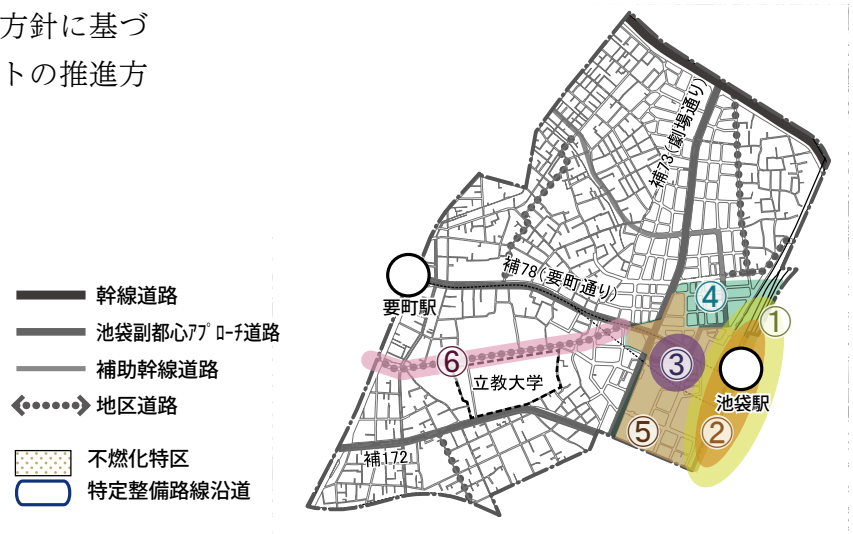 方針に基づ
トの推進方
幹線道路
池袋副都心アプローチ道路
補助幹線道路
地区道路
不燃化特区
特定整備路線沿道
補73(劇場通り)
補78(要町通り)
要町駅
④
①
③
⑥
立教大学
池袋駅
⑤
②
補172